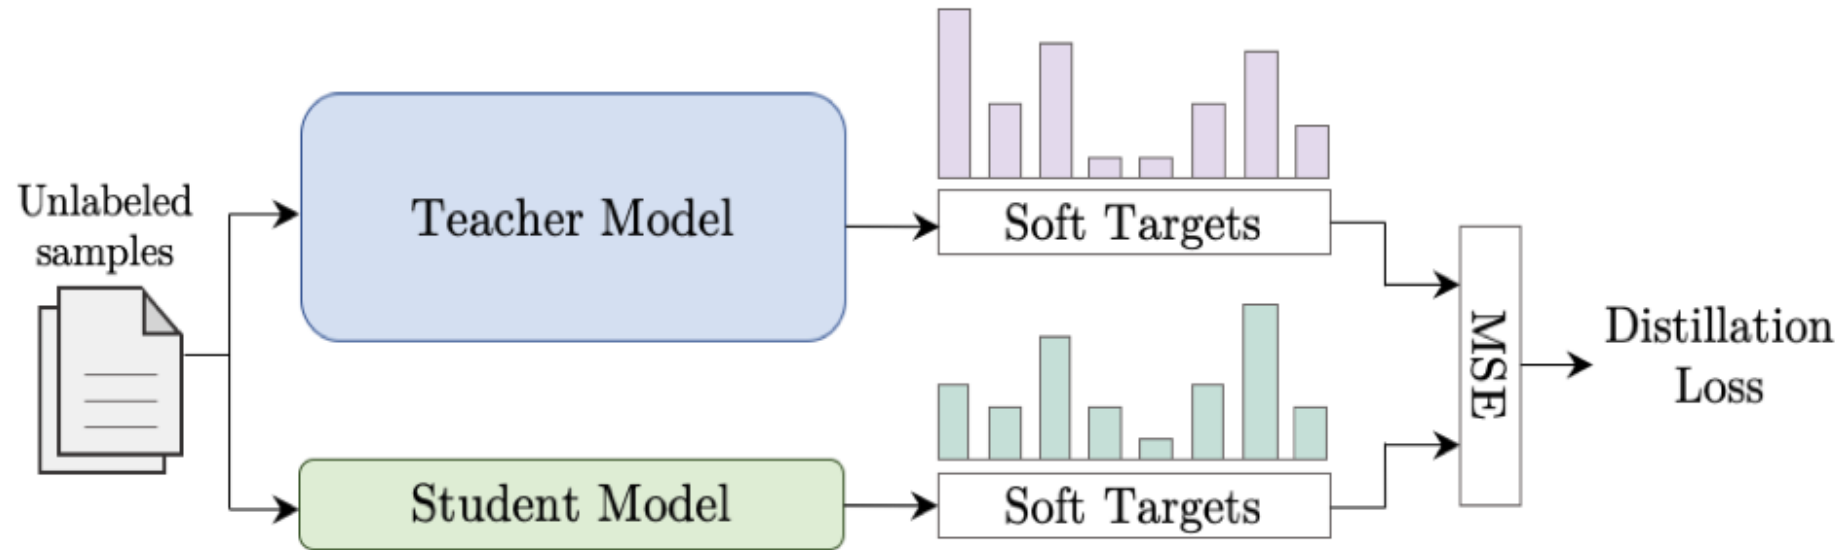 Unlabeled
samples
Teacher Model
Soft Targets
Student Model
Soft Targets
MSE
Distillation
Loss